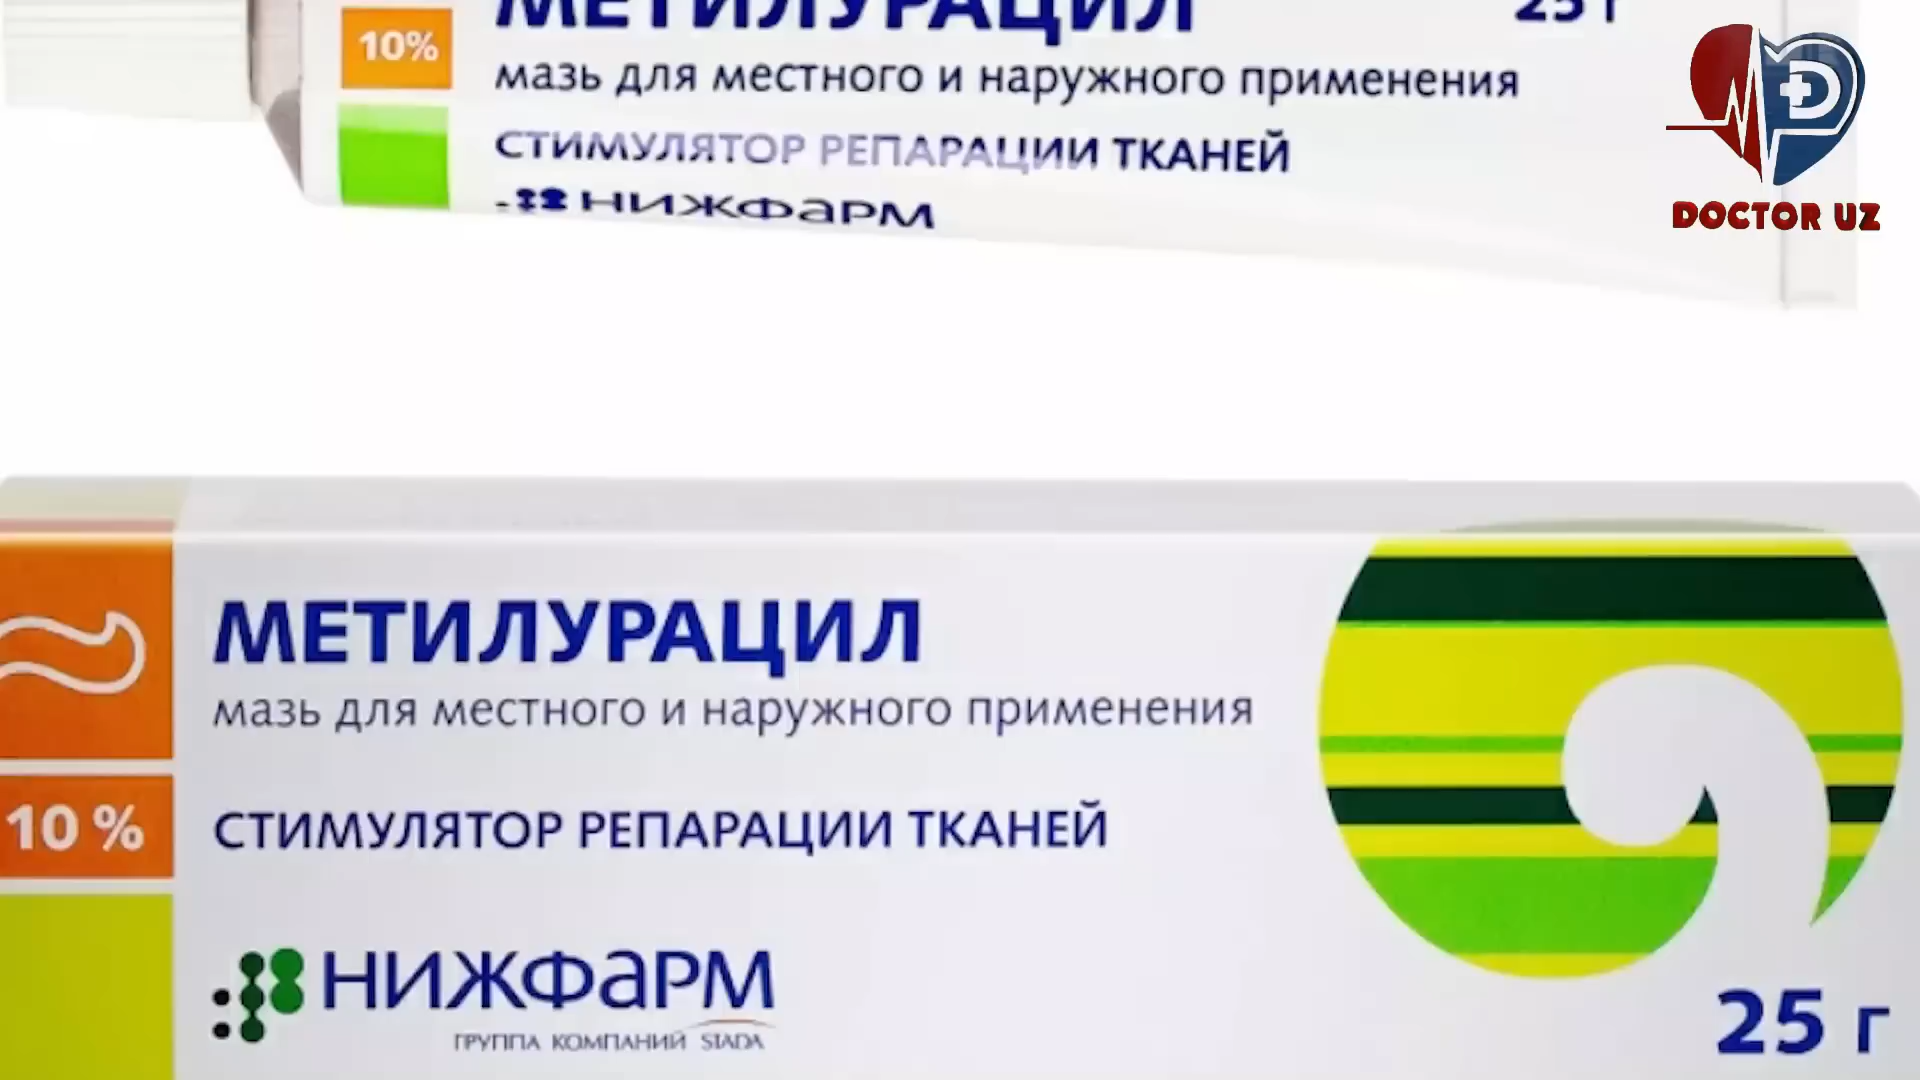 МЕТИЛУРАЦИЛ
25 г
10%
мазь для местного и наружного применения
СТИМУЛЯТОР РЕПАРАЦИИ ТКАНЕЙ
НИЖФАРМ
DOCTOR UZ
МЕТИЛУРАЦИЛ
мазь для местного и наружного применения
10 %
СТИМУЛЯТОР РЕПАРАЦИИ ТКАНЕЙ
НИЖФАРМ
ГРУППА КОМПАНИЙ STADA
25 г